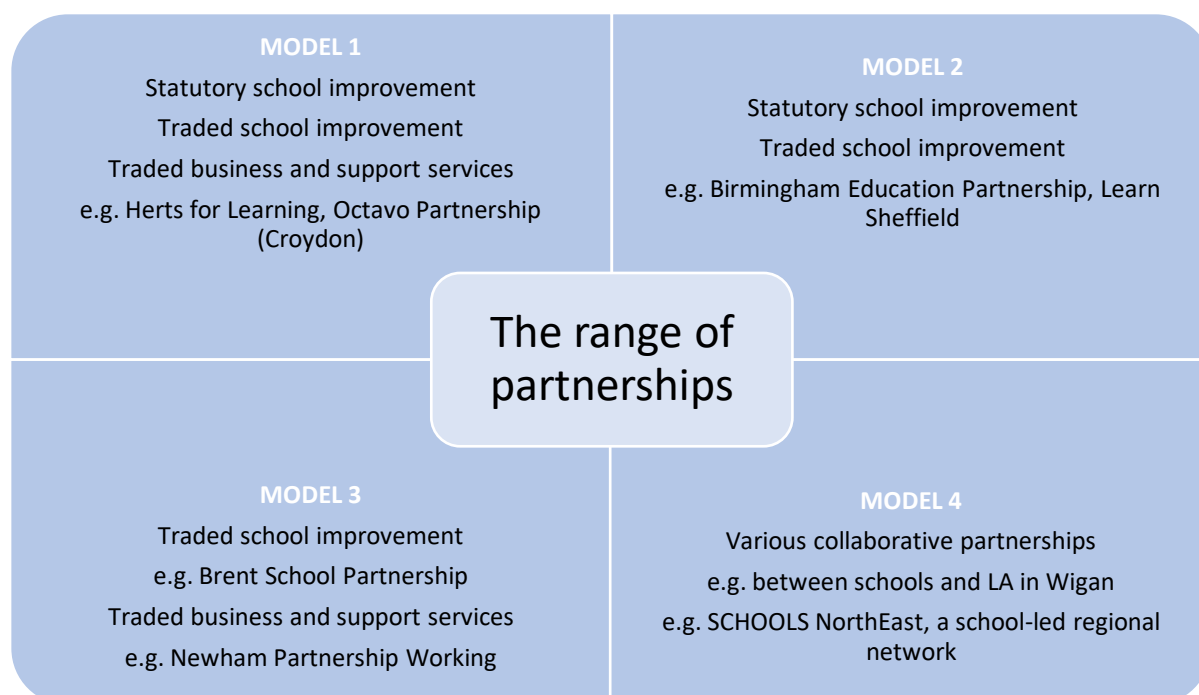 MODEL 1
Statutory school improvement
Traded school improvement
Traded business and support services
e.g. Herts for Learning, Octavo Partnership
(Croydon)
MODEL 2
Statutory school improvement
Traded school improvement
e.g. Birmingham Education Partnership, Learn
Sheffield
The range of
partnerships
MODEL 3
Traded school improvement
e.g. Brent School Partnership
Traded business and support services
e.g. Newham Partnership Working
MODEL 4
Various collaborative partnerships
e.g. between schools and LA in Wigan
e.g. SCHOOLS NorthEast, a school-led regional
network